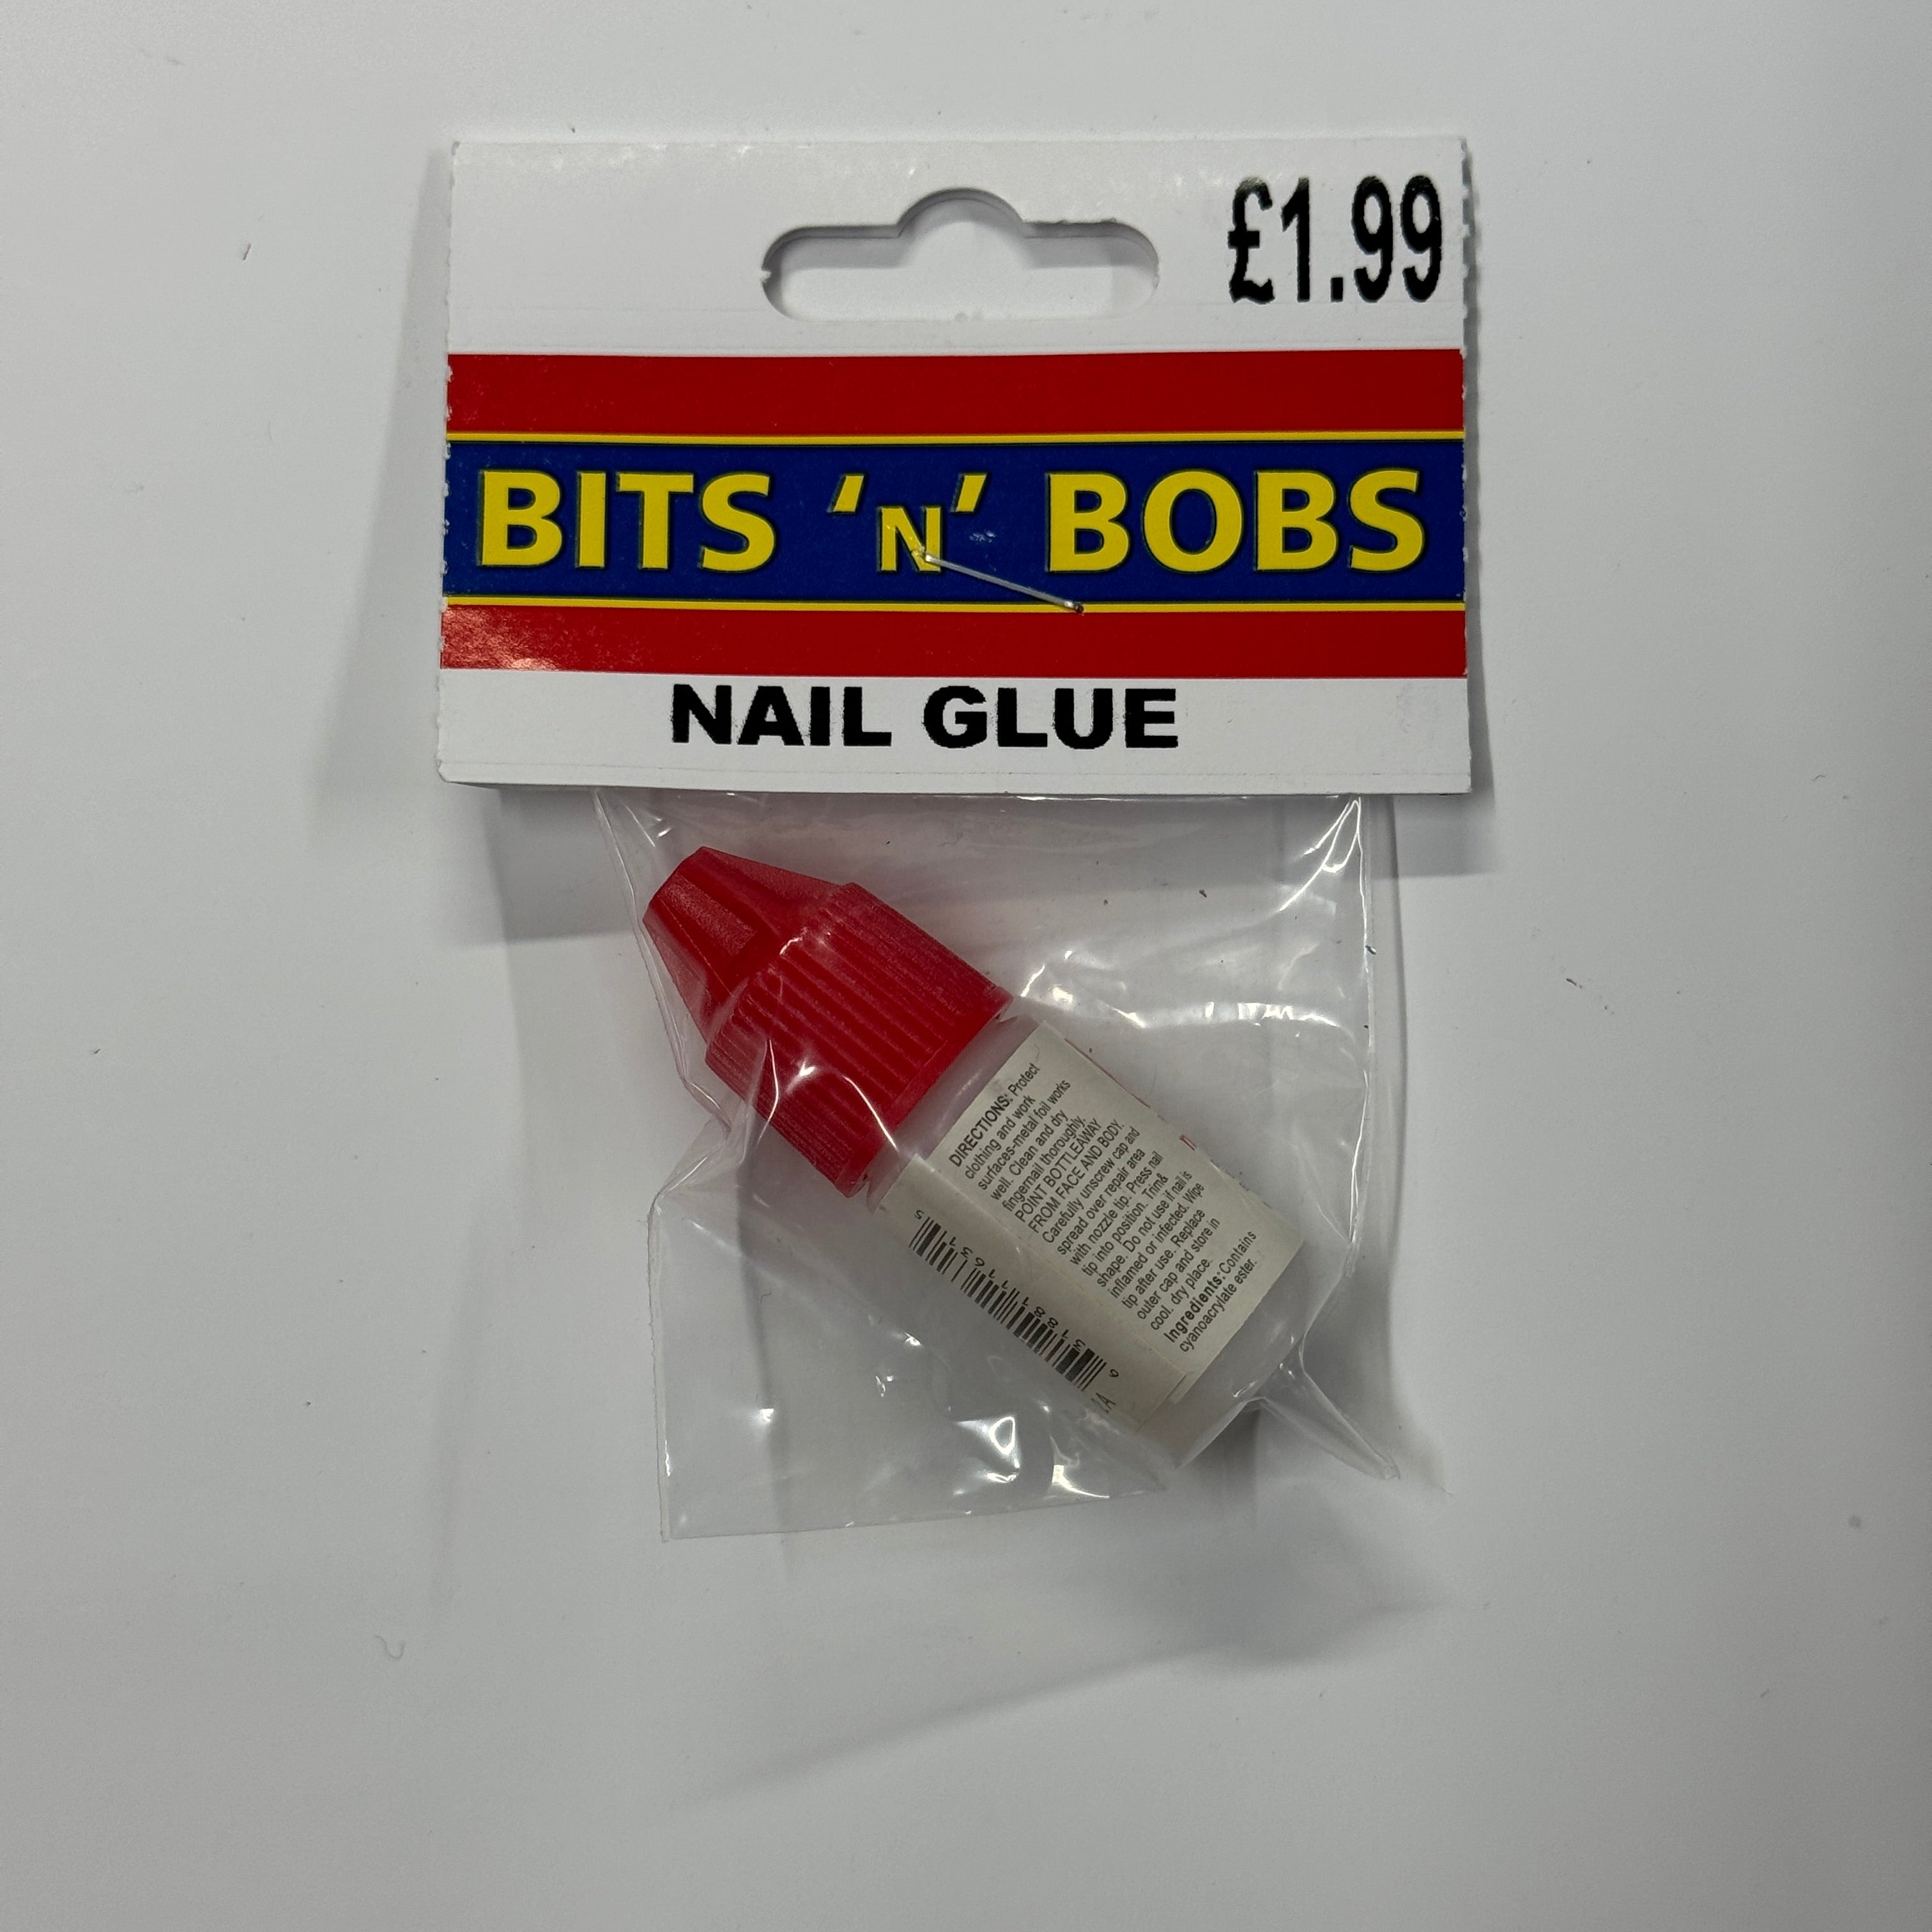 £1.99
BITS ‘N’ BOBS
NAIL GLUE
DIRECTIONS: Protect
clothing and work
surfaces-metal foil works
well. Clean and dry
fingernail thoroughly.
POINT BOTTLEAWAY
FROM FACE AND BODY.
Carefully unscrew cap and
spread over repair area
with nozzle tip. Press nail
tip into position. Trim&
shape. Do not use if nail is
inflamed or infected. Wipe
tip after use. Replace
outer cap and store in
cool. dry place.
Ingredients: Contains
cyanoacrylate ester.